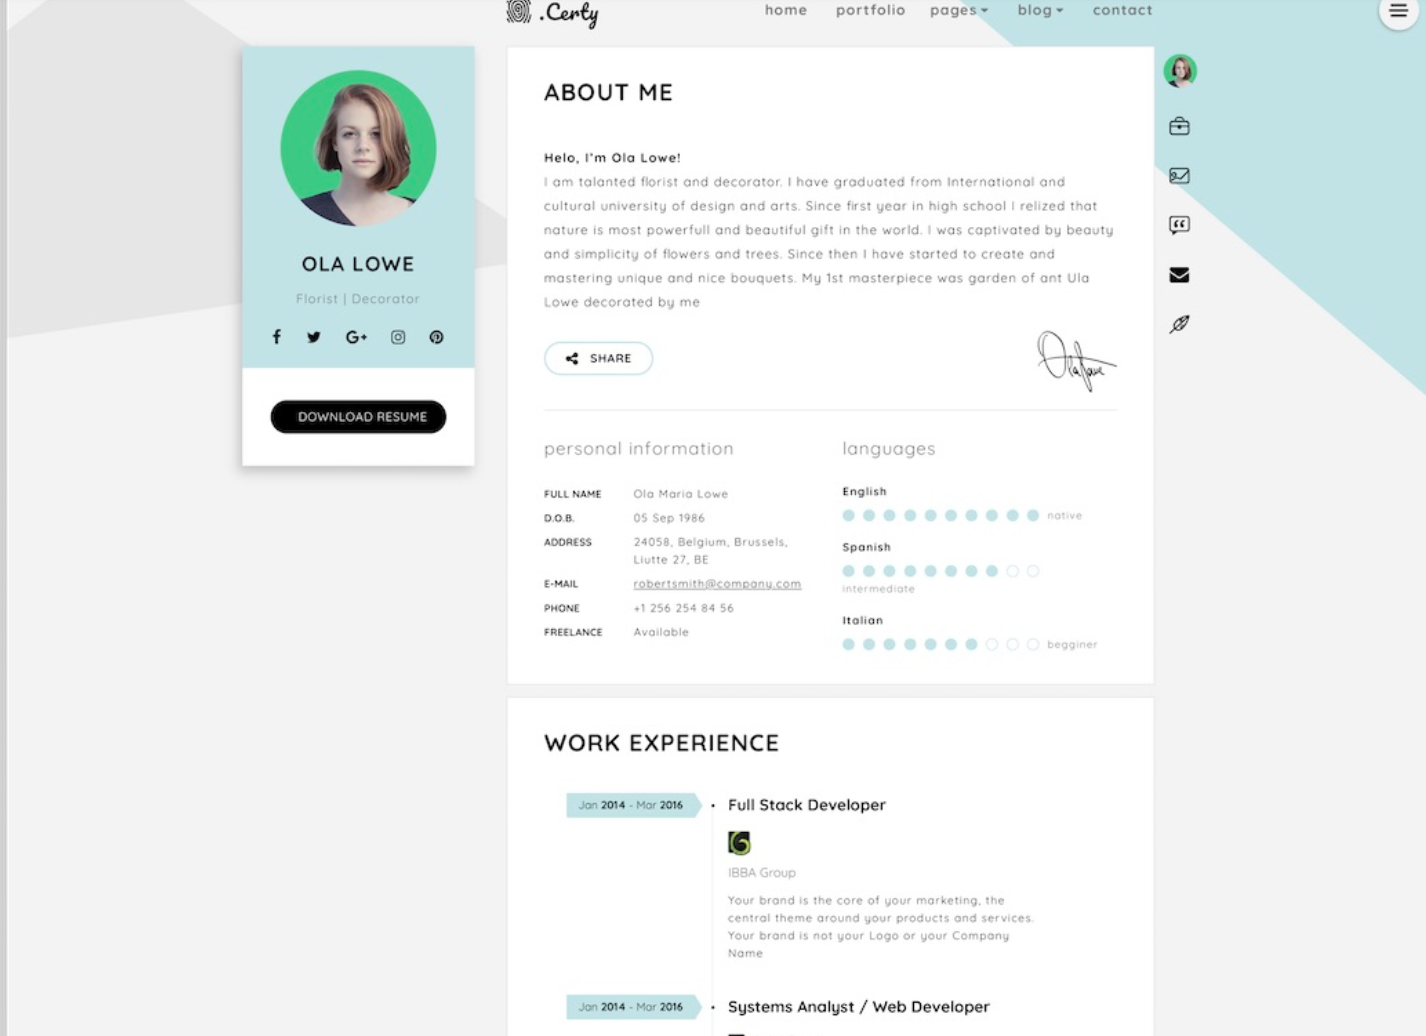 .Certy
home portfolio pages blog contact
OLA LOWE
Florist | Decorator
DOWNLOAD RESUME
ABOUT ME
Helo, I'm Ola Lowe!
I am talanted florist and decorator. I have graduated from International and
cultural university of design and arts. Since first year in high school I relized that
nature is most powerfull and beautiful gift in the world. I was captivated by beauty
and simplicity of flowers and trees. Since then I have started to create and
mastering unique and nice bouquets. My 1st masterpiece was garden of ant Ula
Lowe decorated by me
SHARE
personal information
FULL NAME Ola Maria Lowe
D.O.B. 05 Sep 1986
ADDRESS 24058, Belgium, Brussels,
Liutte 27, BE
E-MAIL robertsmith@company.com
PHONE +1 256 254 84 56
FREELANCE Available
languages
English
native
Spanish
intermediate
Italian
begginer
WORK EXPERIENCE
Jan 2014 - Mar 2016
Full Stack Developer
IBBA Group
Your brand is the core of your marketing, the
central theme around your products and services.
Your brand is not your Logo or your Company
Name
Jan 2014 - Mar 2016
Systems Analyst / Web Developer